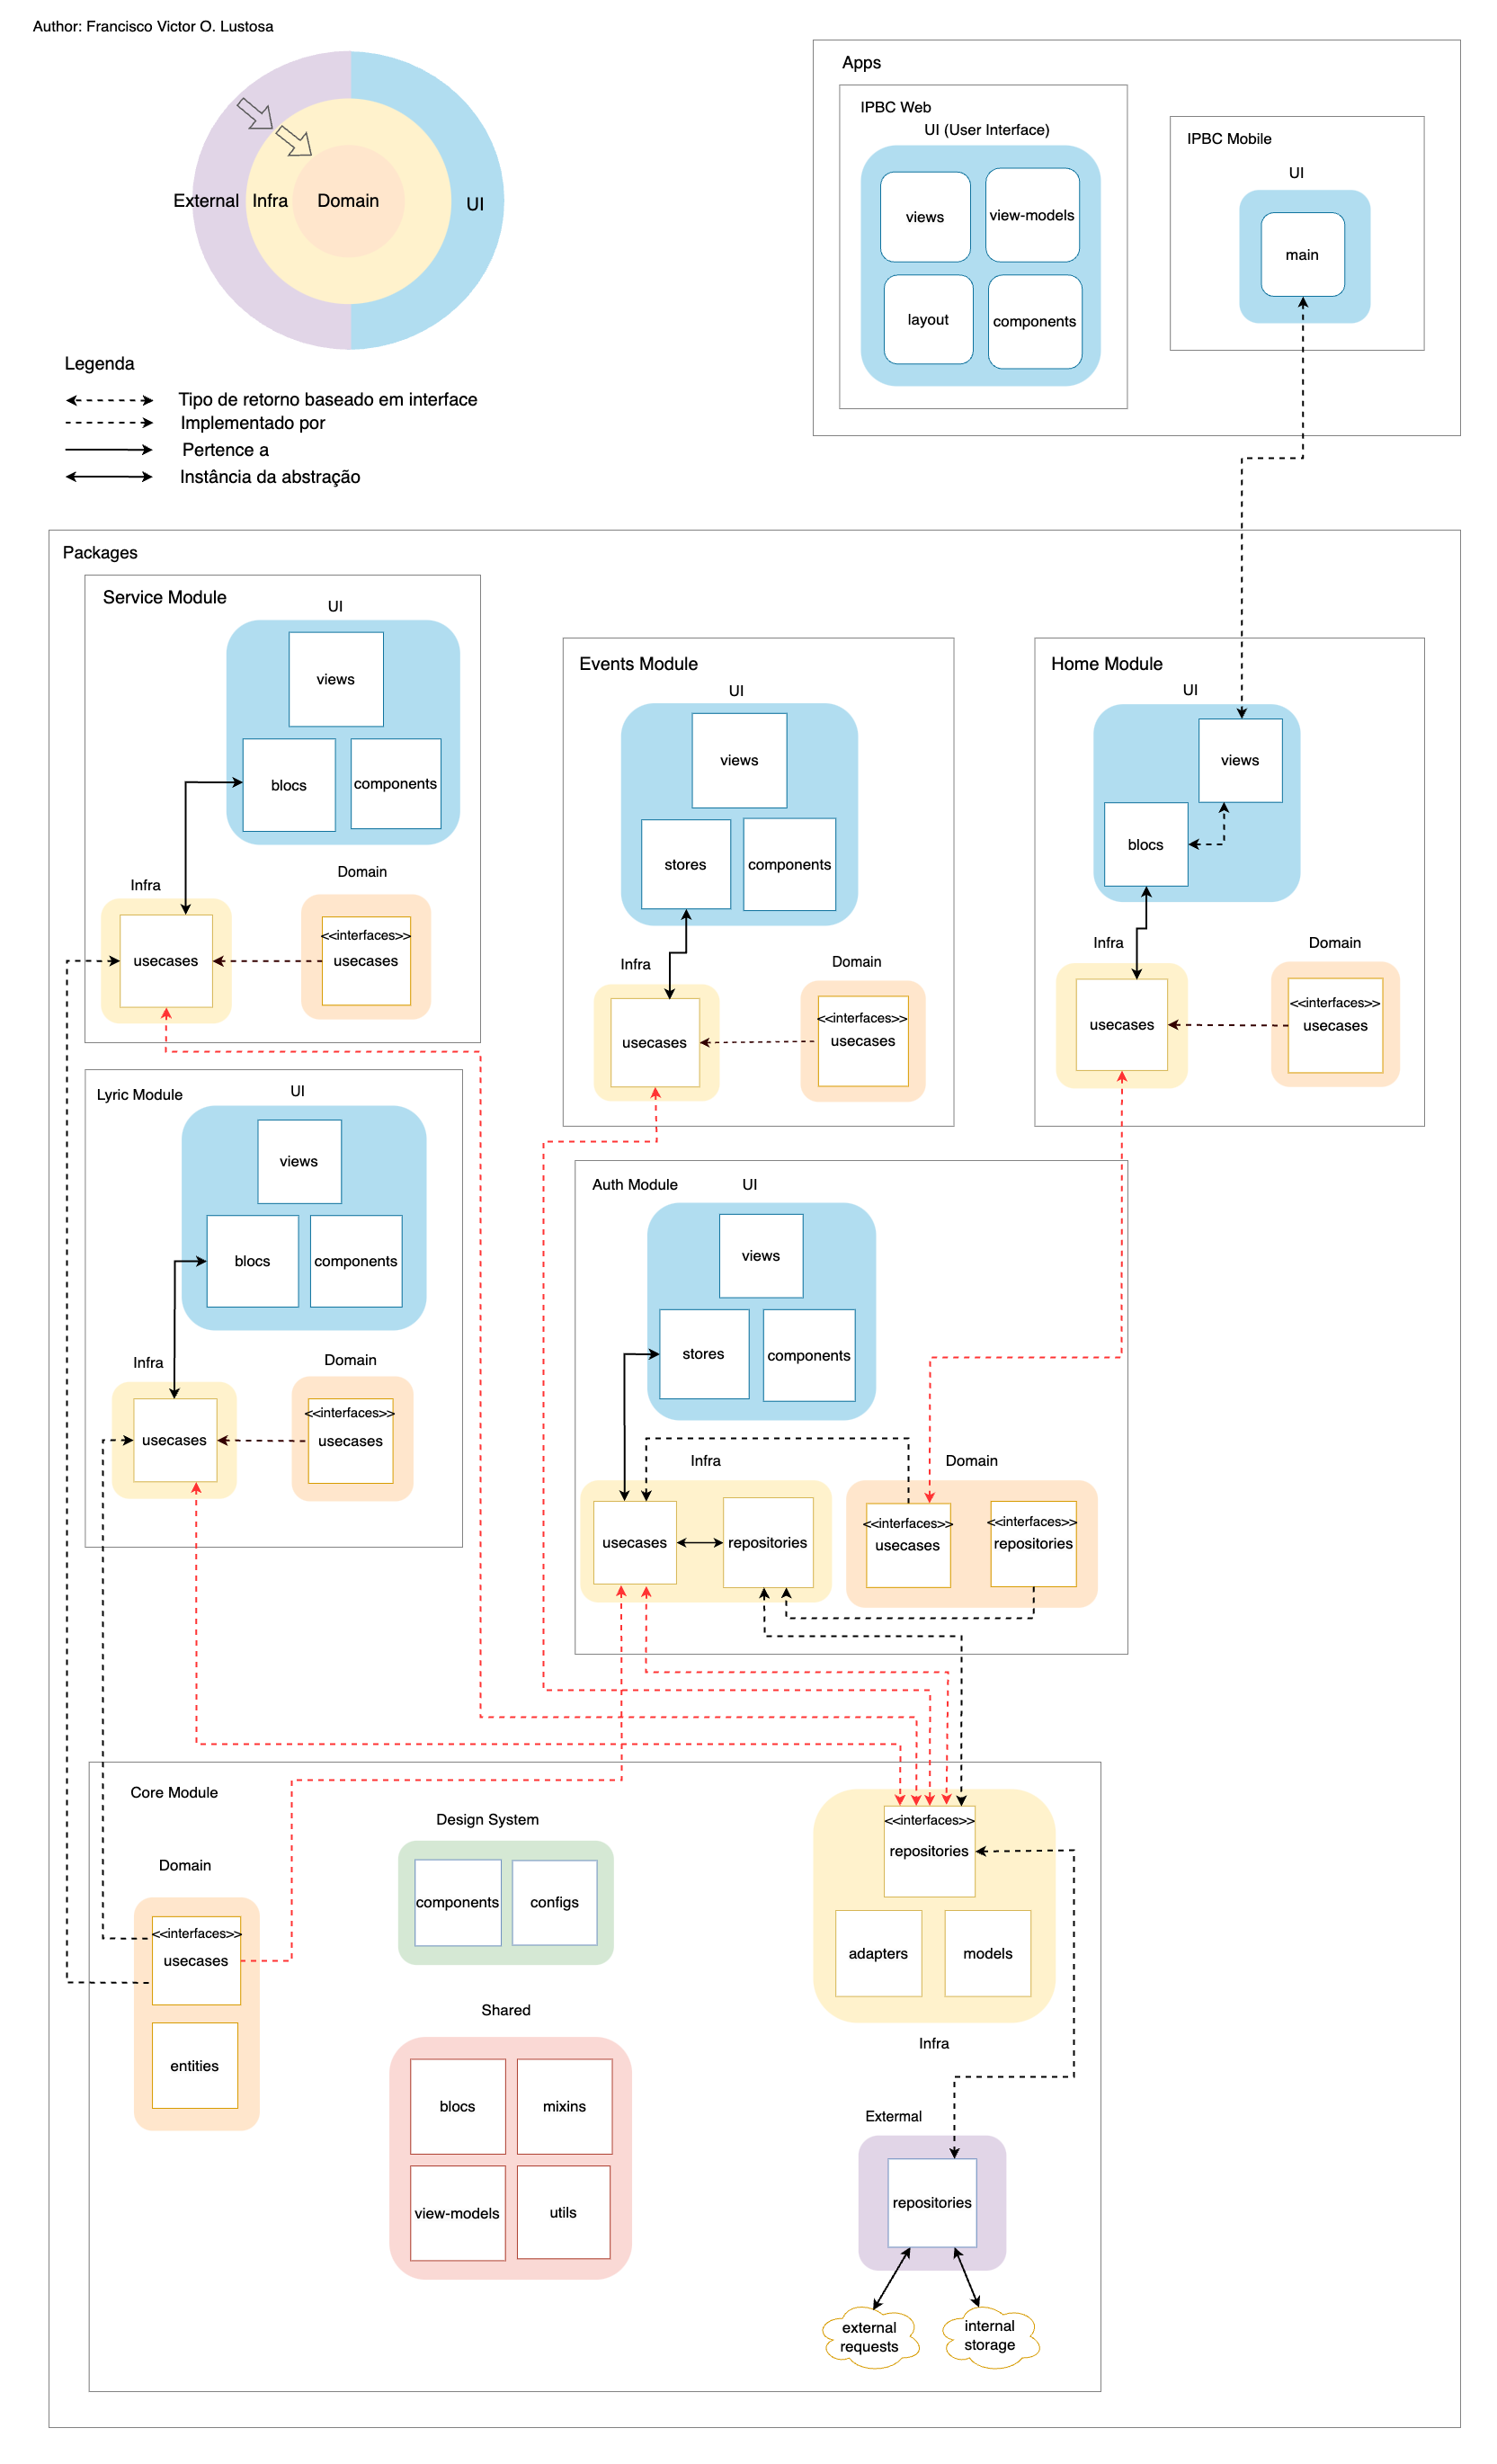 Author: Francisco Victor O. Lustosa
External
Infra
Domain
UI
Legenda
Tipo de retorno baseado em interface
Implementado por
Pertence a
Instância da abstração
Apps
IPBC Web
UI (User Interface)
views
view-models
layout
components
IPBC Mobile
UI
main
Packages
Service Module
UI
views
blocs
components
Infra
Domain
usecases
<<interfaces>>
usecases
Events Module
UI
views
stores
components
Infra
Domain
usecases
<<interfaces>>
usecases
Home Module
UI
views
blocs
Infra
Domain
usecases
<<interfaces>>
usecases
Lyric Module
UI
views
blocs
components
Infra
Domain
usecases
<<interfaces>>
usecases
Auth Module
UI
views
stores
components
Infra
Domain
usecases
repositories
<<interfaces>>
usecases
<<interfaces>>
repositories
Core Module
Domain
<<interfaces>>
usecases
entities
Design System
components
configs
Shared
blocs
mixins
view-models
utils
<<interfaces>>
repositories
adapters
models
Infra
Extermal
repositories
external
requests
internal
storage